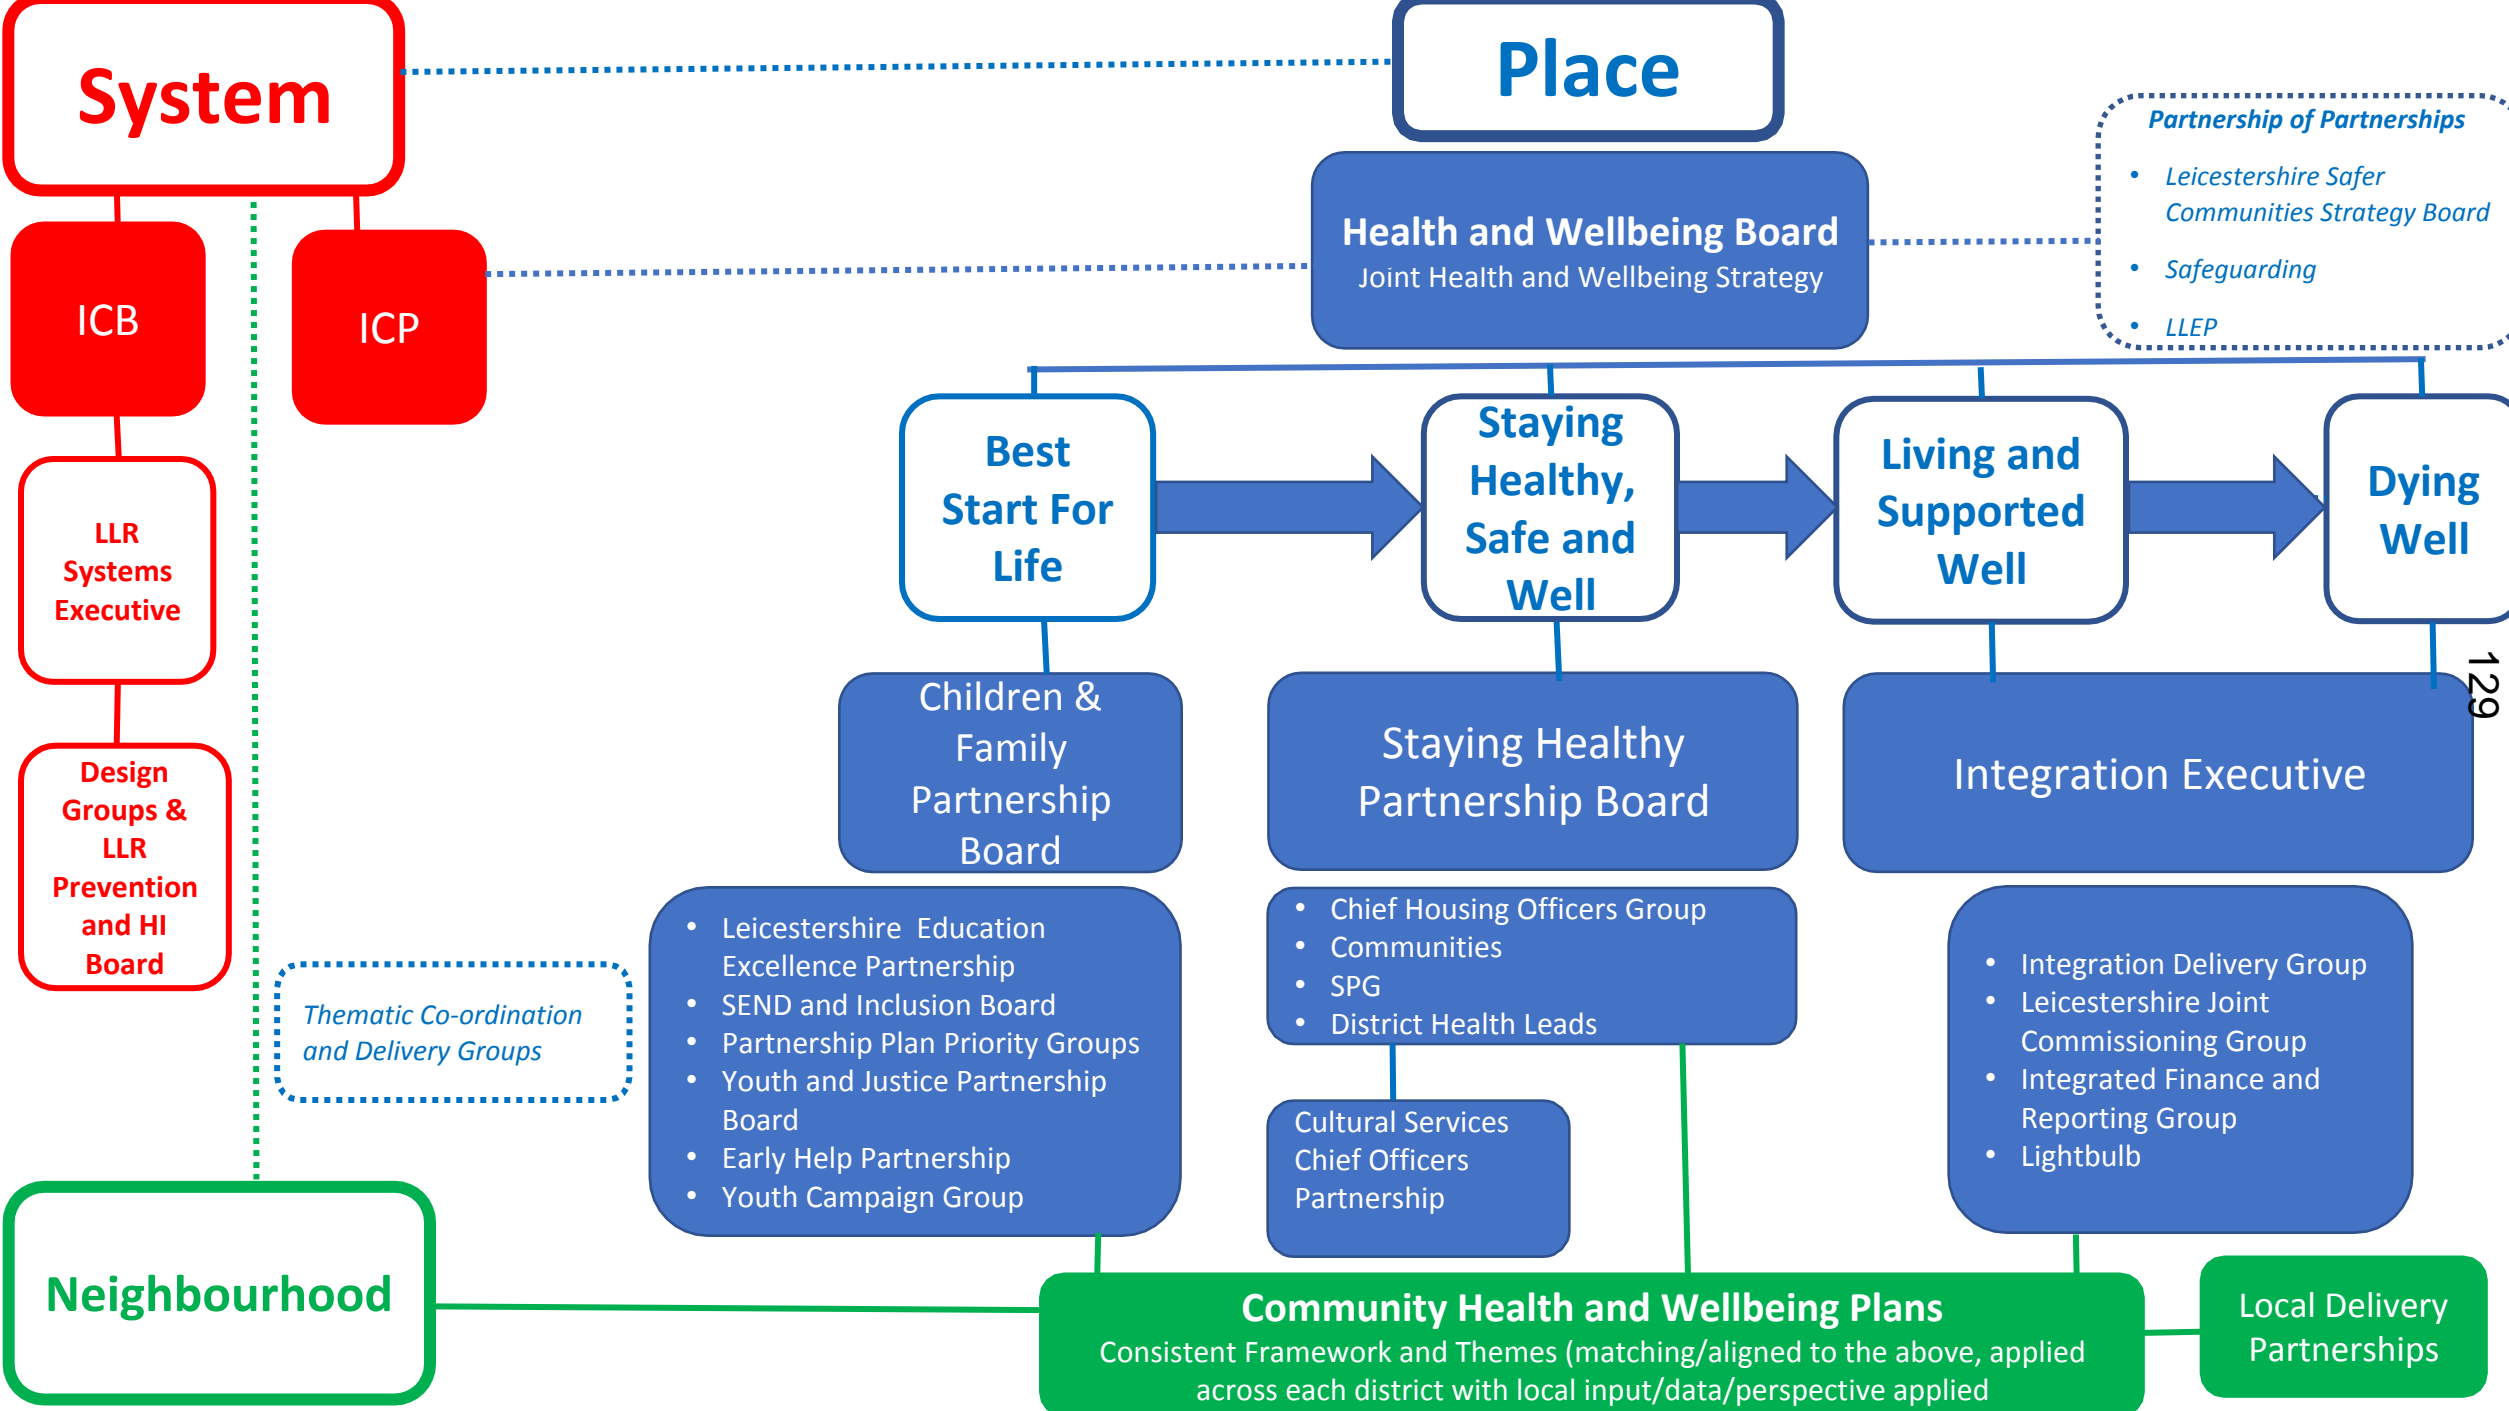 System
Place
Partnership of Partnerships
• Leicestershire Safer
Communities Strategy Board
• Safeguarding
• LLEP
Health and Wellbeing Board
Joint Health and Wellbeing Strategy
ICB
ICP
Best
Start For
Life
Staying
Healthy,
Safe and
Well
Living and
Supported
Well
Dying
Well
LLR
Systems
Executive
129
Children &
Family
Partnership
Board
Staying Healthy
Partnership Board
Integration Executive
Design
Groups &
LLR
Prevention
and HI
Board
Thematic Co-ordination
and Delivery Groups
• Leicestershire  Education
Excellence Partnership
• SEND and Inclusion Board
• Partnership Plan Priority Groups
• Youth and Justice Partnership
Board
• Early Help Partnership
• Youth Campaign Group
• Chief Housing Officers Group
• Communities
• SPG
• District Health Leads
Cultural Services
Chief Officers
Partnership
• Integration Delivery Group
• Leicestershire Joint
Commissioning Group
• Integrated Finance and
Reporting Group
• Lightbulb
Neighbourhood
Community Health and Wellbeing Plans
Consistent Framework and Themes (matching/aligned to the above, applied
across each district with local input/data/perspective applied
Local Delivery
Partnerships